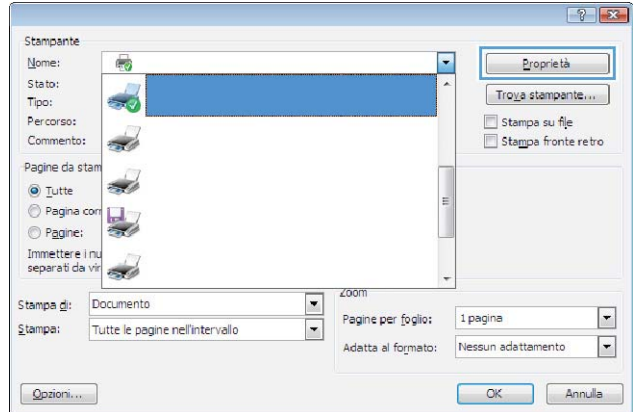 Stampante
Nome:
Proprietà
Stato:
Tipo:
Trova stampante...
Percorso:
Stampa su file
Commento:
Stampa fronte retro
Pagine da stam
Tutte
Pagina corr
Pagine:
Immettere i nu
separati da vir
Zoom
Stampa di:
Documento
Pagine per foglio:
1 pagina
Stampa:
Tutte le pagine nell'intervallo
Adatta al formato:
Nessun adattamento
Opzioni...
OK
Annulla